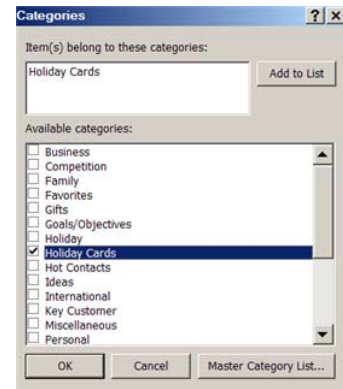 Categories
Item(s) belong to these categories:
Holiday Cards
Add to List
Available categories:
Business
Competition
Family
Favorites
Gifts
Goals/Objectives
Holiday
Holiday Cards
Hot Contacts
Ideas
International
Key Customer
Miscellaneous
Personal
OK
Cancel
Master Category List...